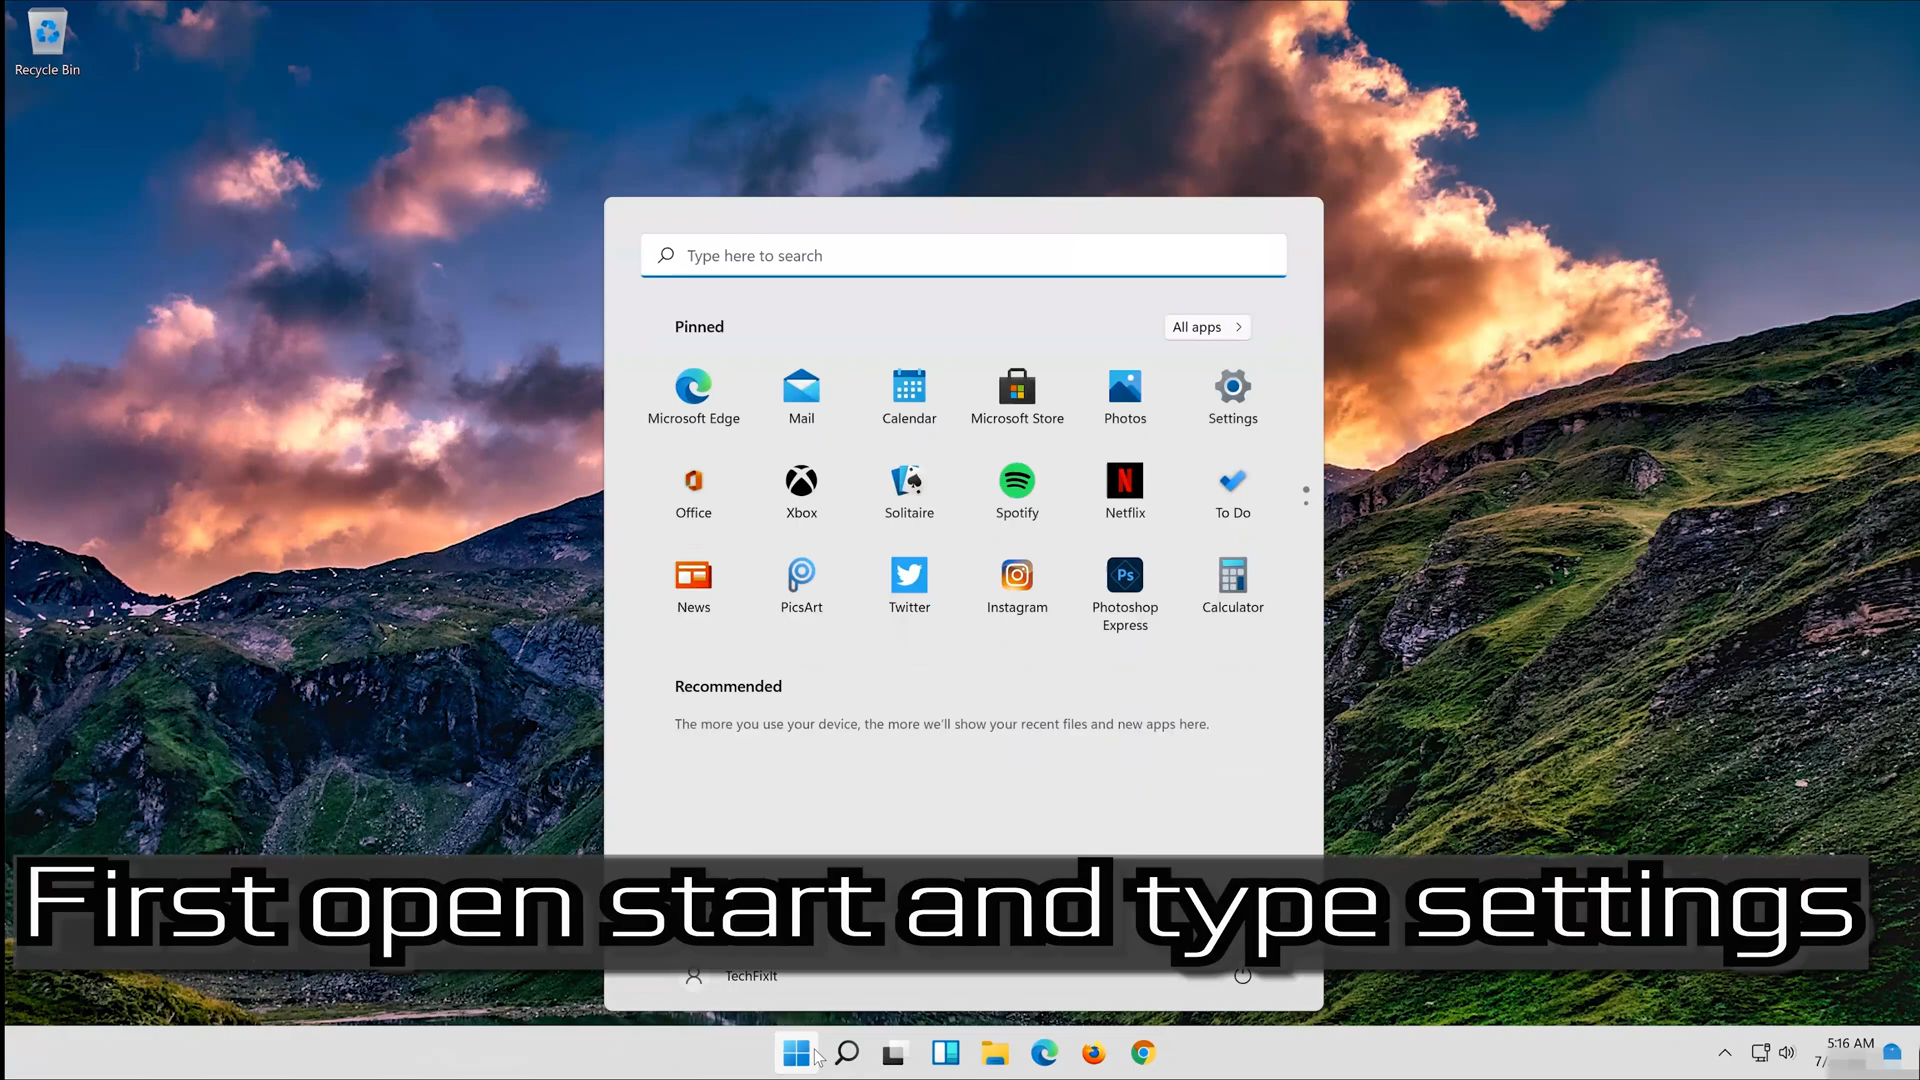 Recycle Bin
Type here to search
Pinned
All apps
Microsoft Edge
Mail
Calendar
Microsoft Store
Photos
Settings
Office
Xbox
Solitaire
Spotify
Netflix
To Do
News
PicsArt
Twitter
Instagram
Photoshop
Express
Calculator
Recommended
The more you use your device, the more we'll show your recent files and new apps here.
First open start and type settings
TechFixIt
5:16 AM
7/